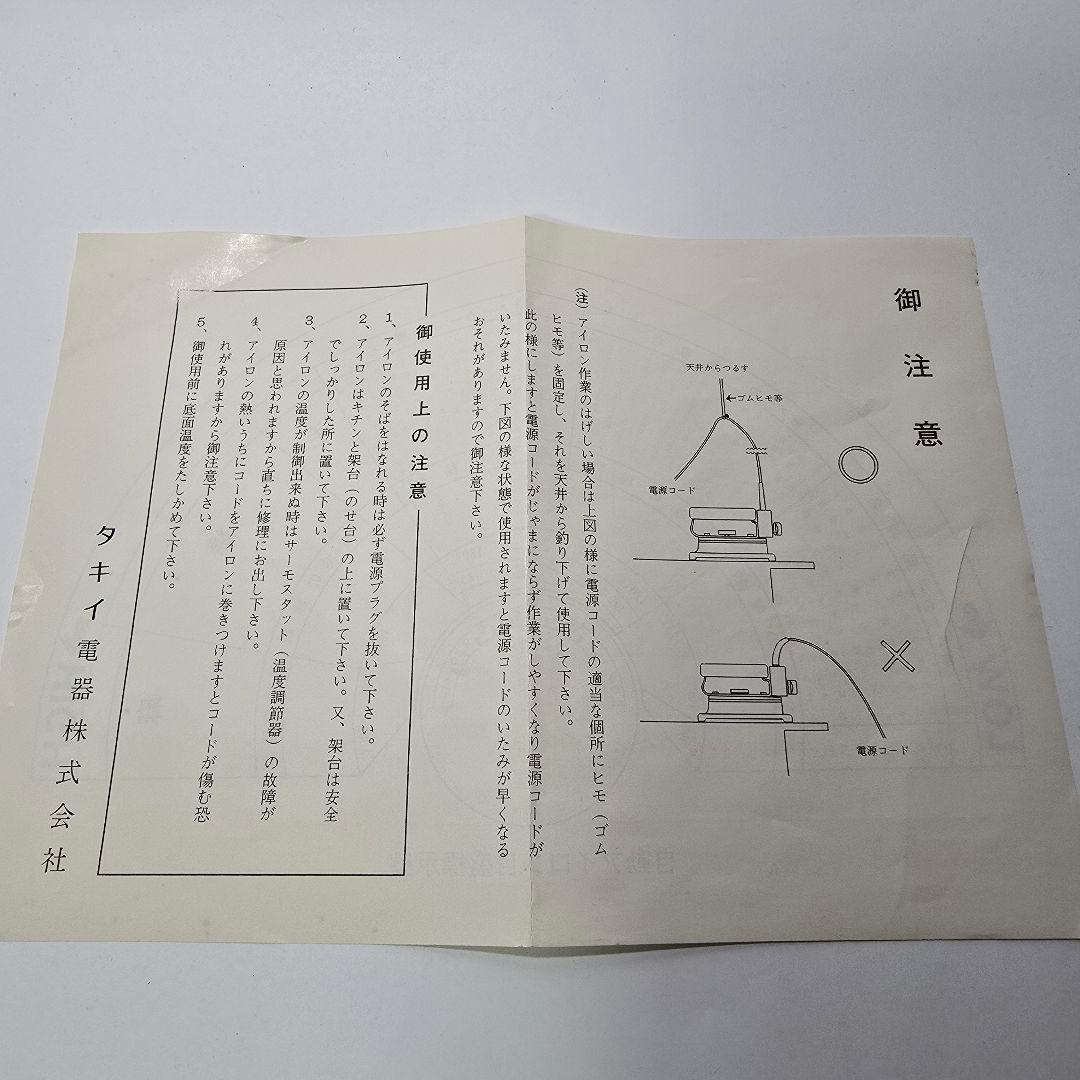 御注意
天井からつるす
←ゴムヒモ等
電源コード
電源コード
(注) アイロン作業のはげしい場合は上図の様に電源コードの適当な個所にヒモ(ゴム
ヒモ等)を固定し、それを天井から釣り下げて使用して下さい。
此の様にしますと電源コードがじゃまにならず作業がしやすくなり電源コードが
いたみません。下図の様な状態で使用されますと電源コードのいたみが早くなる
おそれがありますので御注意下さい。
御使用上の注意
1、アイロンのそばをはなれる時は必ず電源プラグを抜いて下さい。
2、アイロンはキチンと架台(のせ台)の上に置いて下さい。又、架台は安全
でしっかりした所に置いて下さい。
3、アイロンの温度が制御出来ぬ時はサーモスタット(温度調節器)の故障が
原因と思われますから直ちに修理にお出し下さい。
4、アイロンの熱いうちにコードをアイロンに巻きつけますとコードが傷む恐
れがありますから御注意下さい。
5、御使用前に底面温度をたしかめて下さい。
タキイ電器株式会社